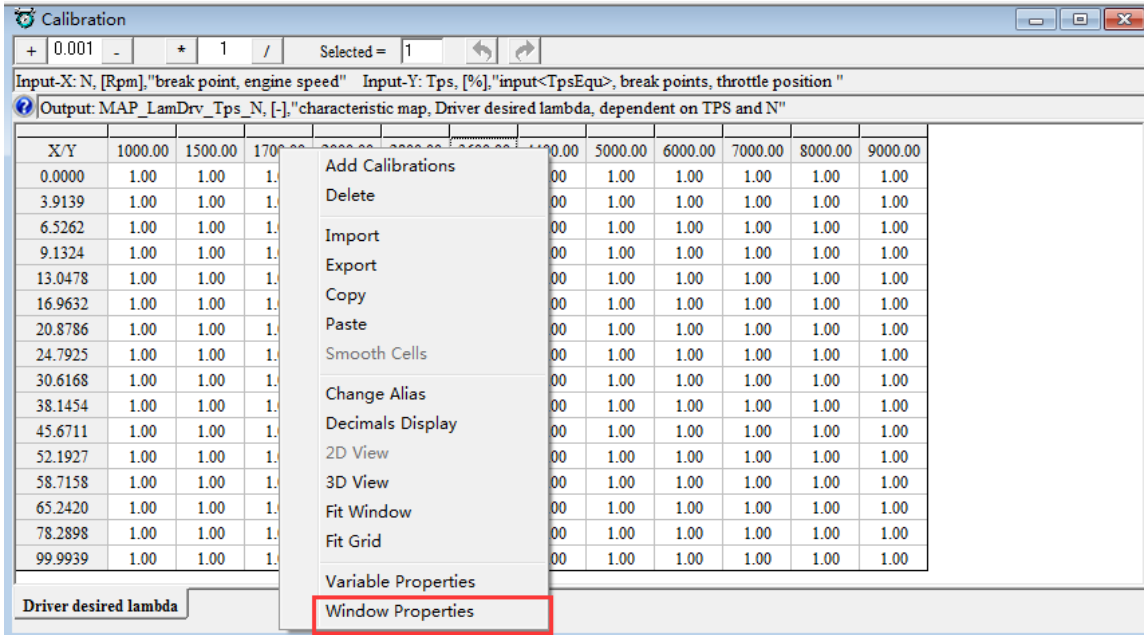 Calibration
+ 0.001 - * 1 / Selected = 1
Input-X: N, [Rpm],"break point, engine speed" Input-Y: Tps, [%],"input<TpsEqu>, break points, throttle position "
Output: MAP_LamDrv_Tps_N, [-],"characteristic map, Driver desired lambda, dependent on TPS and N"
X/Y 1000.00 1500.00 5000.00 6000.00 7000.00 8000.00 9000.00
0.0000 1.00 1.00 1.00 1.00 1.00 1.00 1.00
3.9139 1.00 1.00 1.00 1.00 1.00 1.00 1.00
6.5262 1.00 1.00 1.00 1.00 1.00 1.00 1.00
9.1324 1.00 1.00 1.00 1.00 1.00 1.00 1.00
13.0478 1.00 1.00 1.00 1.00 1.00 1.00 1.00
16.9632 1.00 1.00 1.00 1.00 1.00 1.00 1.00
20.8786 1.00 1.00 1.00 1.00 1.00 1.00 1.00
24.7925 1.00 1.00 1.00 1.00 1.00 1.00 1.00
30.6168 1.00 1.00 1.00 1.00 1.00 1.00 1.00
38.1454 1.00 1.00 1.00 1.00 1.00 1.00 1.00
45.6711 1.00 1.00 1.00 1.00 1.00 1.00 1.00
52.1927 1.00 1.00 1.00 1.00 1.00 1.00 1.00
58.7158 1.00 1.00 1.00 1.00 1.00 1.00 1.00
65.2420 1.00 1.00 1.00 1.00 1.00 1.00 1.00
78.2898 1.00 1.00 1.00 1.00 1.00 1.00 1.00
99.9939 1.00 1.00 1.00 1.00 1.00 1.00 1.00
Add Calibrations
Delete
Import
Export
Copy
Paste
Smooth Cells
Change Alias
Decimals Display
2D View
3D View
Fit Window
Fit Grid
Variable Properties
Window Properties
Driver desired lambda